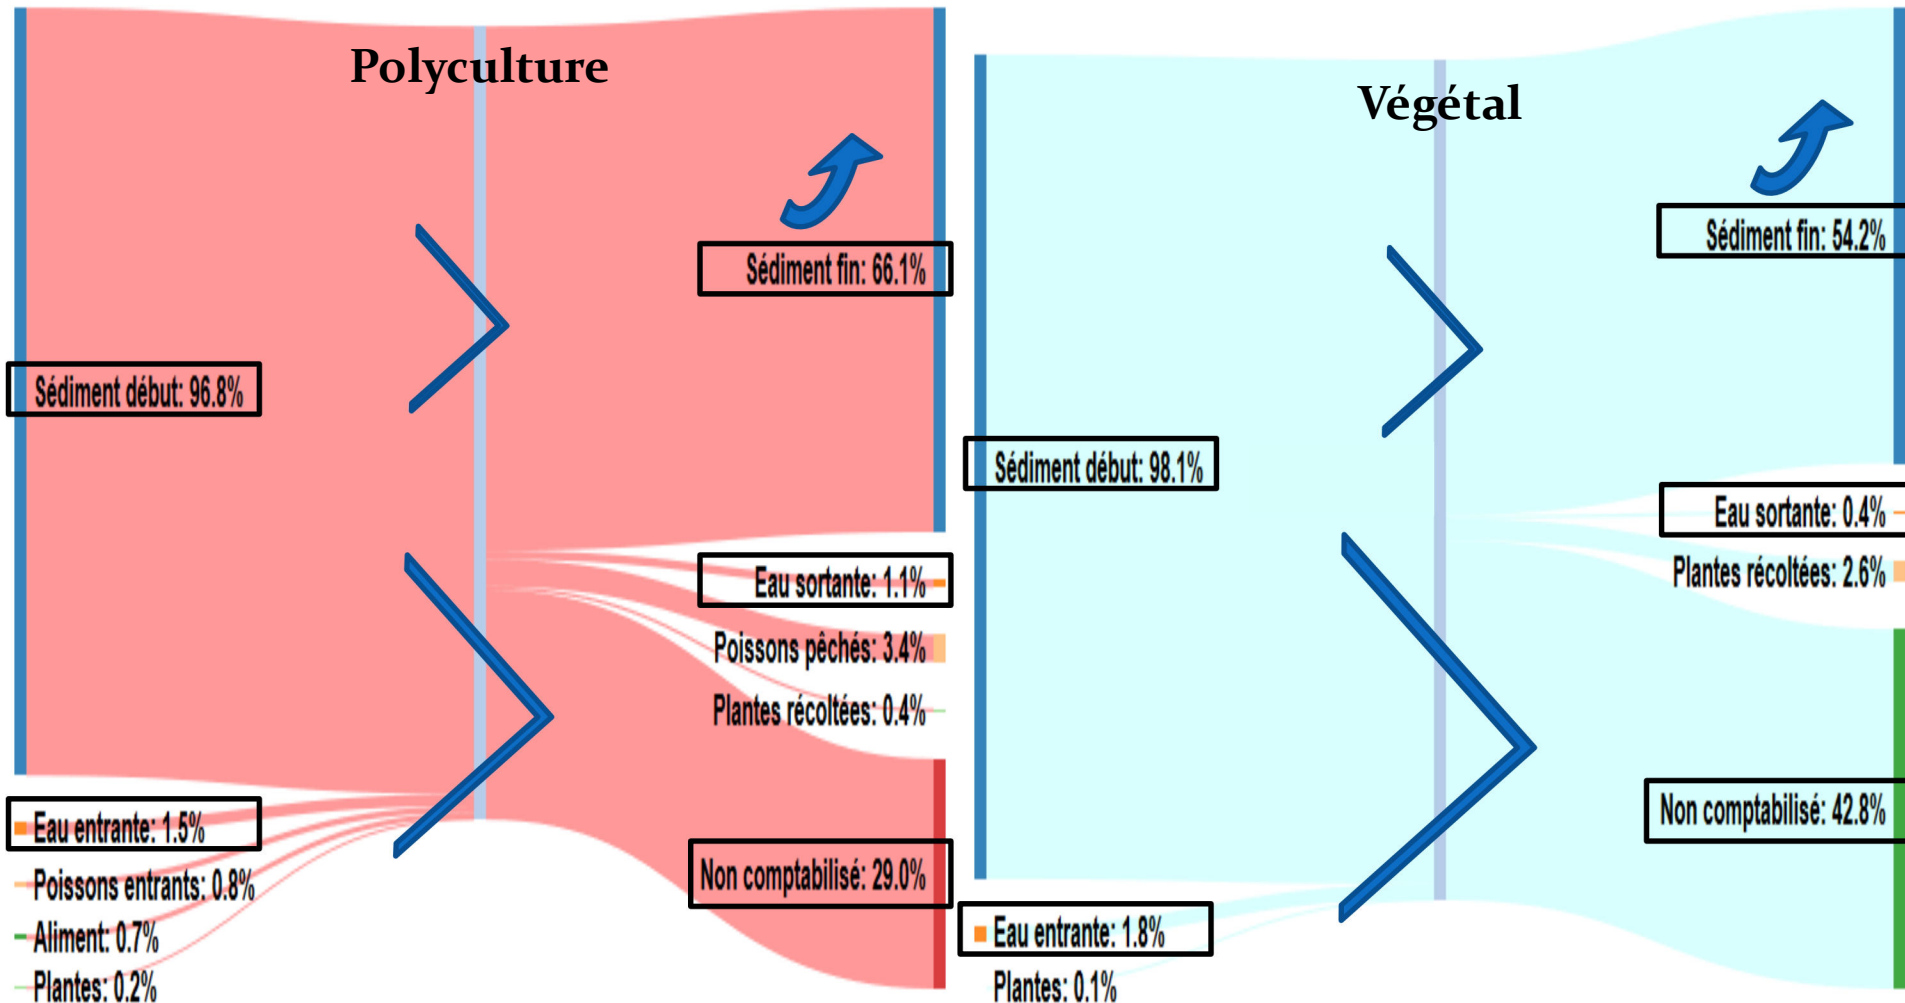 Polyculture
Sédiment début: 96.8%
Eau entrante: 1.5%
Poissons entrants: 0.8%
Aliment: 0.7%
Plantes: 0.2%
Sédiment fin: 66.1%
Eau sortante: 1.1%
Poissons pêchés: 3.4%
Plantes récoltées: 0.4%
Non comptabilisé: 29.0%
Végétal
Sédiment début: 98.1%
Eau entrante: 1.8%
Plantes: 0.1%
Sédiment fin: 54.2%
Eau sortante: 0.4%
Plantes récoltées: 2.6%
Non comptabilisé: 42.8%